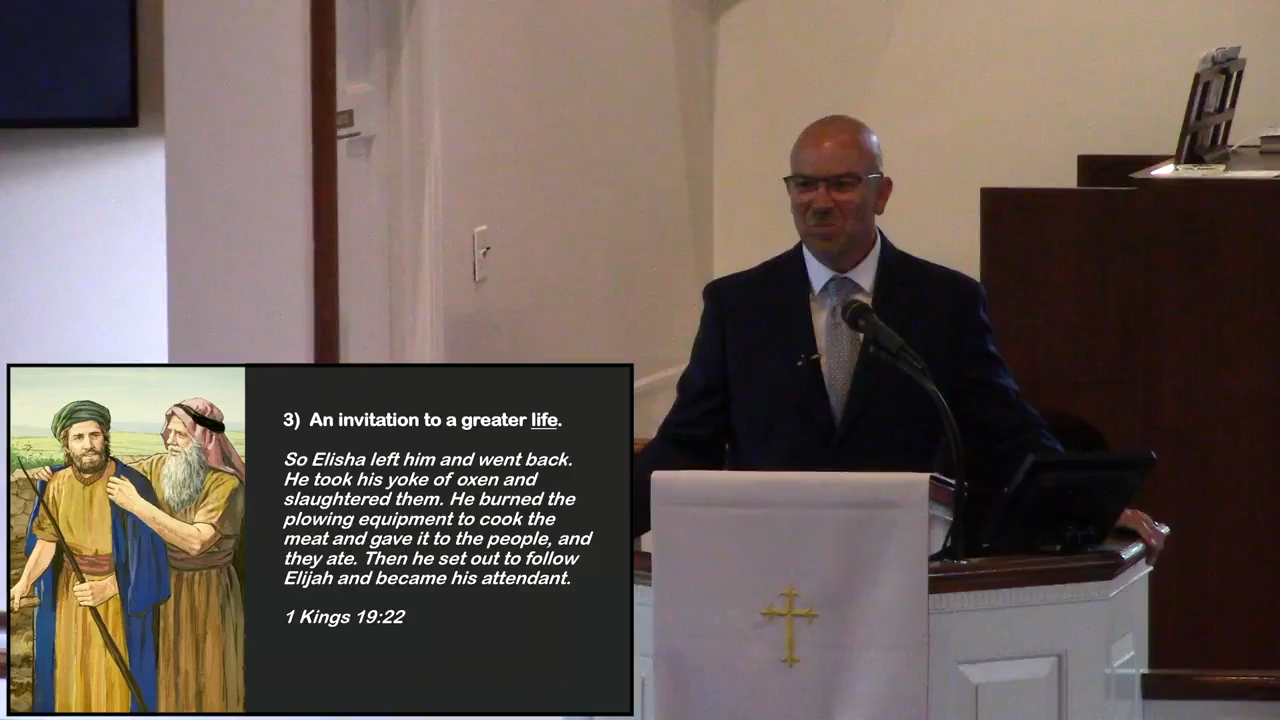 3) An invitation to a greater life.
So Elisha left him and went back.
He took his yoke of oxen and
slaughtered them. He burned the
plowing equipment to cook the
meat and gave it to the people, and
they ate. Then he set out to follow
Elijah and became his attendant.
1 Kings 19:22